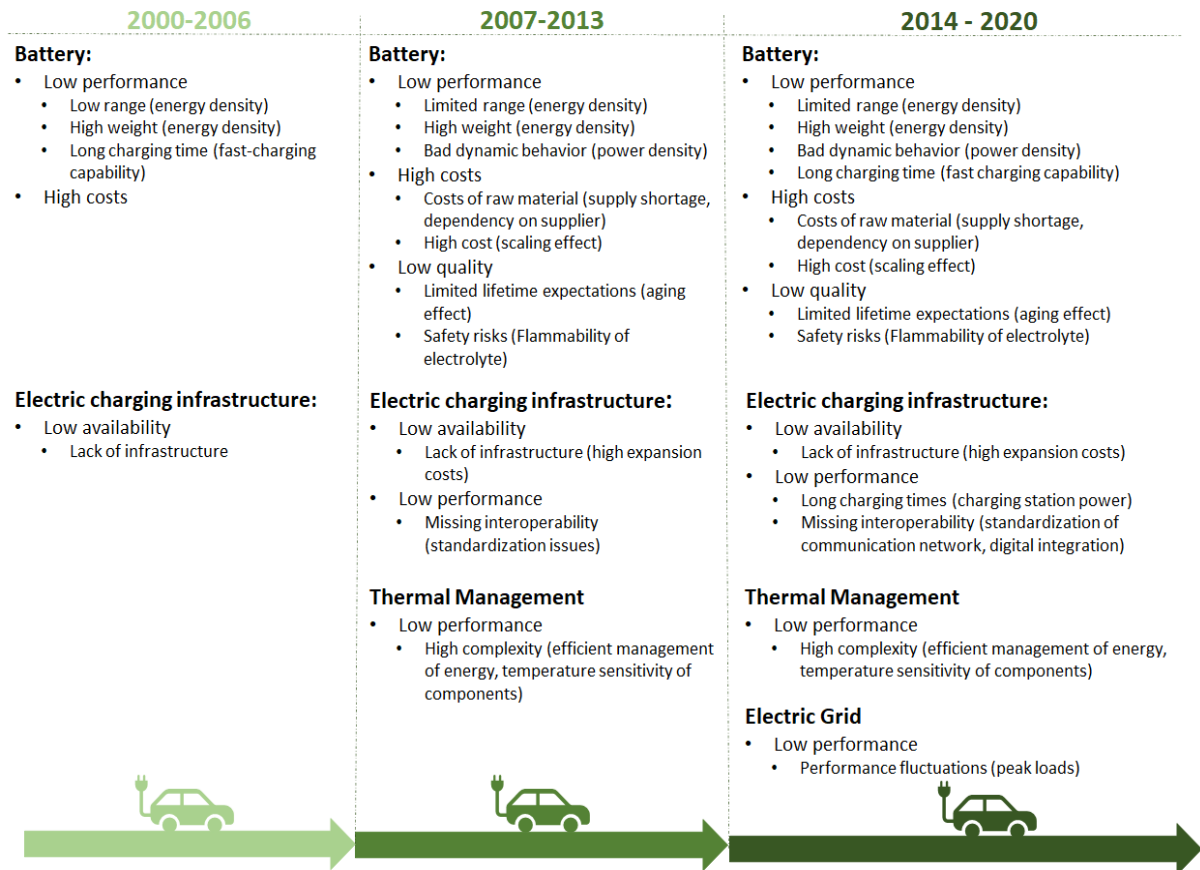 2000-2006
Battery:
• Low performance
• Low range (energy density)
• High weight (energy density)
• Long charging time (fast-charging
capability)
• High costs
Electric charging infrastructure:
• Low availability
• Lack of infrastructure
2007-2013
Battery:
• Low performance
• Limited range (energy density)
• High weight (energy density)
• Bad dynamic behavior (power density)
• High costs
• Costs of raw material (supply shortage,
dependency on supplier)
• High cost (scaling effect)
• Low quality
• Limited lifetime expectations (aging
effect)
• Safety risks (Flammability of
electrolyte)
Electric charging infrastructure:
• Low availability
• Lack of infrastructure (high expansion
costs)
• Low performance
• Missing interoperability
(standardization issues)
Thermal Management
• Low performance
• High complexity (efficient management
of energy, temperature sensitivity of
components)
2014 - 2020
Battery:
• Low performance
• Limited range (energy density)
• High weight (energy density)
• Bad dynamic behavior (power density)
• Long charging time (fast charging capability)
• High costs
• Costs of raw material (supply shortage,
dependency on supplier)
• High cost (scaling effect)
• Low quality
• Limited lifetime expectations (aging effect)
• Safety risks (Flammability of electrolyte)
Electric charging infrastructure:
• Low availability
• Lack of infrastructure (high expansion costs)
• Low performance
• Long charging times (charging station power)
• Missing interoperability (standardization of
communication network, digital integration)
Thermal Management
• Low performance
• High complexity (efficient management of energy,
temperature sensitivity of components)
Electric Grid
• Low performance
• Performance fluctuations (peak loads)